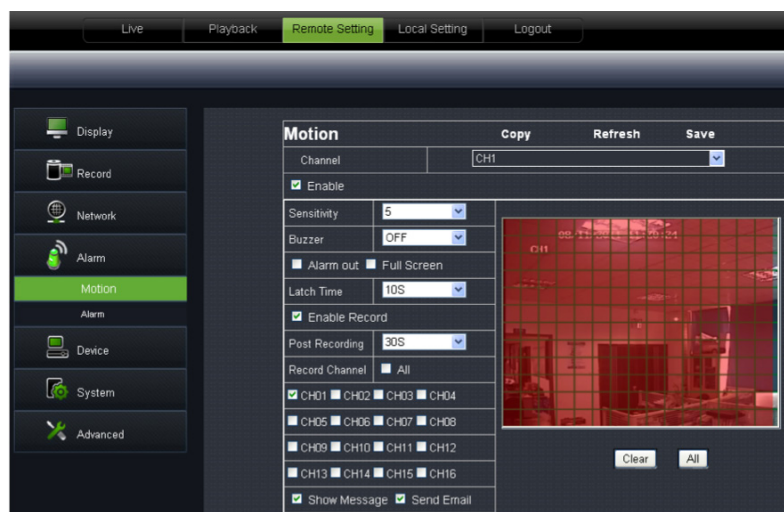 Live Playback Remote Setting Local Setting Logout
Display
Record
Network
Alarm
Motion
Alarm
Device
System
Advanced
Motion Copy Refresh Save
Channel CH1
Enable
Sensitivity 5
Buzzer OFF
Alarm out Full Screen
Latch Time 10S
Enable Record
Post Recording 30S
Record Channel All
CH01 CH02 CH03 CH04
CH05 CH06 CH07 CH08
CH09 CH10 CH11 CH12
CH13 CH14 CH15 CH16
Show Message Send Email
CH1
Clear All